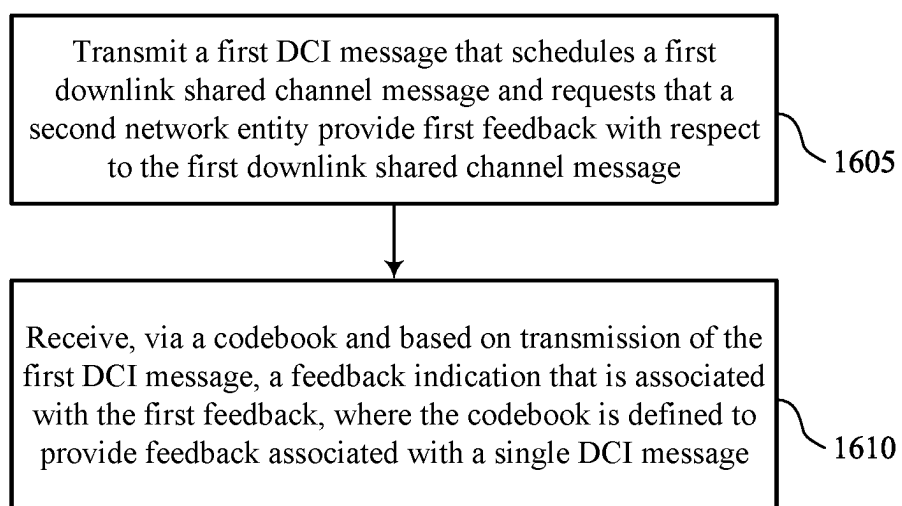 Transmit a first DCI message that schedules a first
downlink shared channel message and requests that a
second network entity provide first feedback with respect
to the first downlink shared channel message
1605
Receive, via a codebook and based on transmission of the
first DCI message, a feedback indication that is associated
with the first feedback, where the codebook is defined to
provide feedback associated with a single DCI message
1610